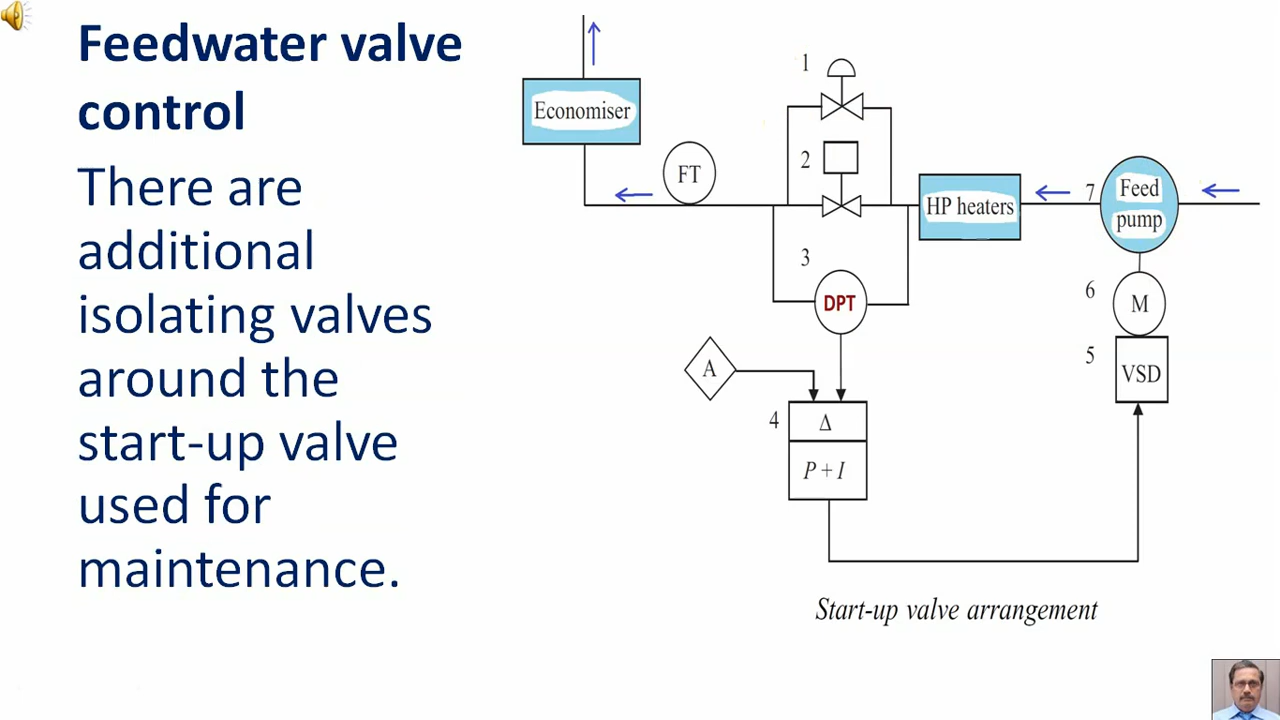 Feedwater valve
control
There are
additional
isolating valves
around the
start-up valve
used for
maintenance.
1
Economiser
2
FT
HP heaters
7
Feed
pump
3
DPT
6
M
A
5
VSD
4
Δ
P + I
Start-up valve arrangement